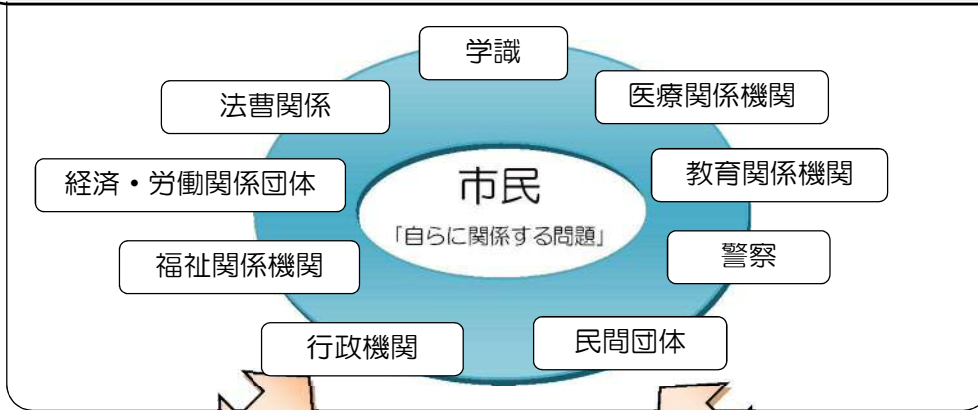 学識
法曹関係
医療関係機関
経済・労働関係団体
市民
「自らに関係する問題」
教育関係機関
福祉関係機関
警察
行政機関
民間団体